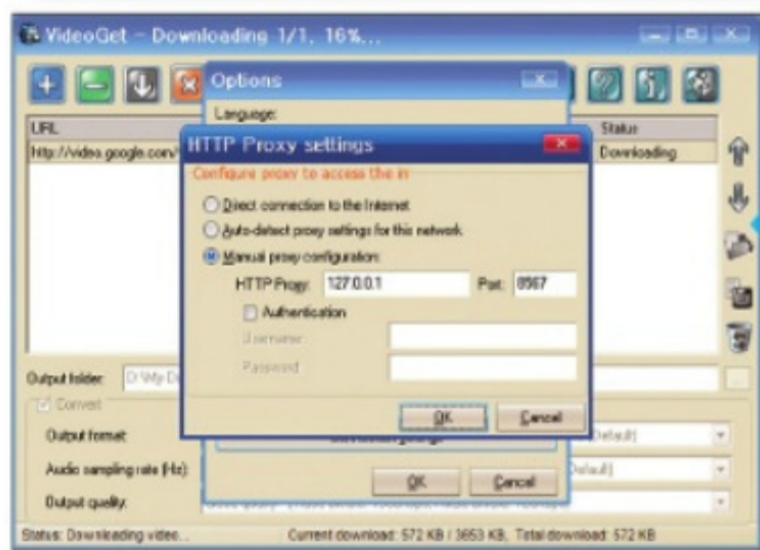 VideoGet - Downloading 1/1, 16%...
Options
Language:
URL
Status
http://video.google.com/
Downloading
HTTP Proxy settings
Configure proxy to access the in
Direct connection to the Internet
Auto-detect proxy settings for this network
Manual proxy configuration:
HTTP Proxy: 127.0.0.1 Port: 8567
Authentication
Username:
Password:
OK Cancel
Output folder: D:\My D
Convert
Output format: Default)
Audio sampling rate (Hz): Default)
OK Cancel
Output quality:
Status: Downloading video... Current download: 572 KB / 3653 KB, Total download: 572 KB